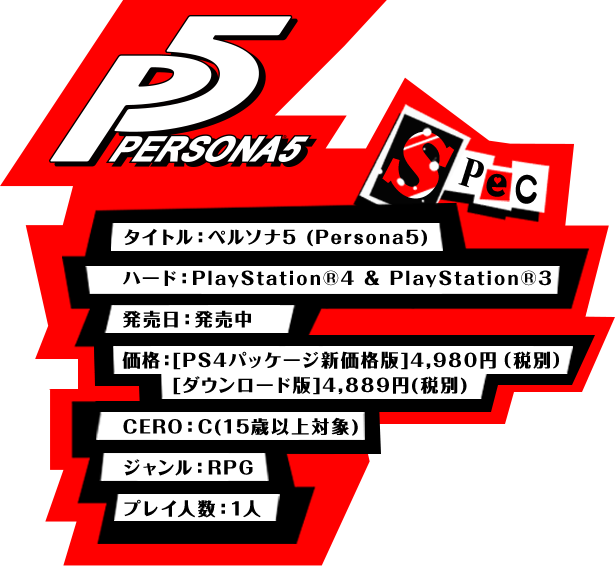 P5
PERSONA5
SPeC
タイトル：ペルソナ5 (Persona5)
ハード：PlayStation®4 & PlayStation®3
発売日：発売中
価格：[PS4パッケージ新価格版]4,980円（税別）
[ダウンロード版]4,889円(税別)
CERO：C(15歳以上対象)
ジャンル：RPG
プレイ人数：1人